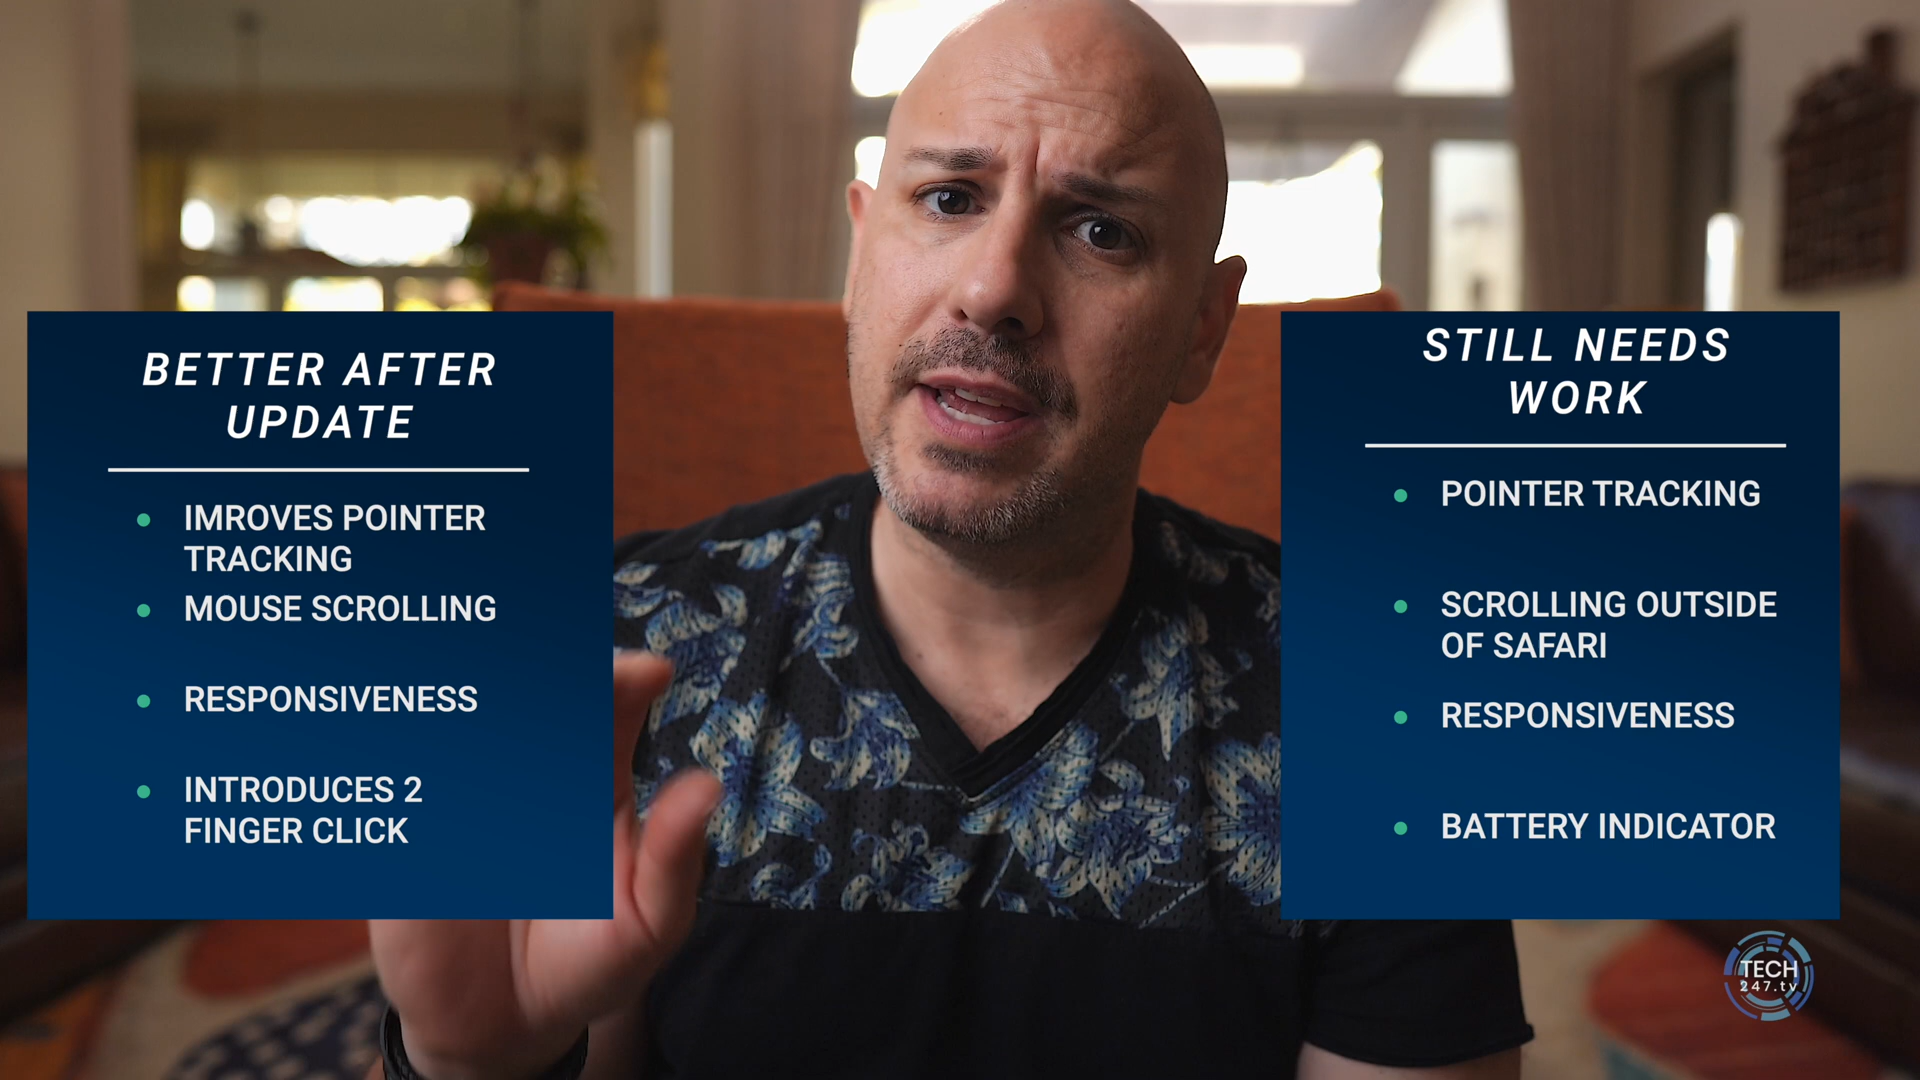 BETTER AFTER
UPDATE
IMROVES POINTER
TRACKING
MOUSE SCROLLING
RESPONSIVENESS
INTRODUCES 2
FINGER CLICK
STILL NEEDS
WORK
POINTER TRACKING
SCROLLING OUTSIDE
OF SAFARI
RESPONSIVENESS
BATTERY INDICATOR
TECH
247.tv